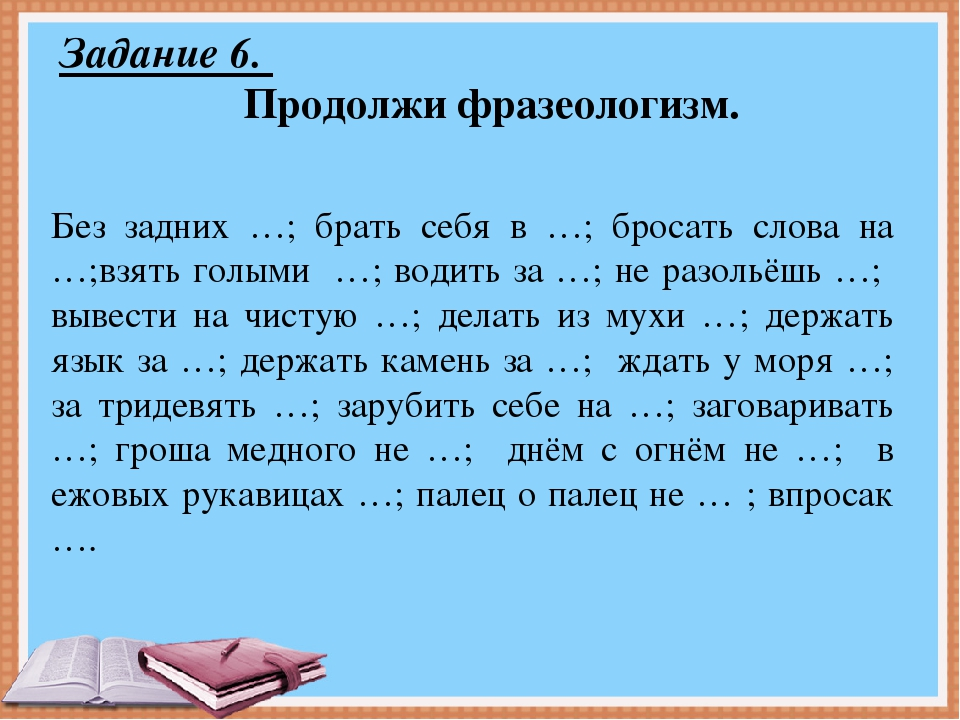 Задание 6.
Продолжи фразеологизм.
Без задних …; брать себя в …; бросать слова на
…;взять голыми …; водить за …; не разольёшь …;
вывести на чистую …; делать из мухи …; держать
язык за …; держать камень за …; ждать у моря …;
за тридевять …; зарубить себе на …; заговаривать
…; гроша медного не …; днём с огнём не …; в
ежовых рукавицах …; палец о палец не … ; впросак
….